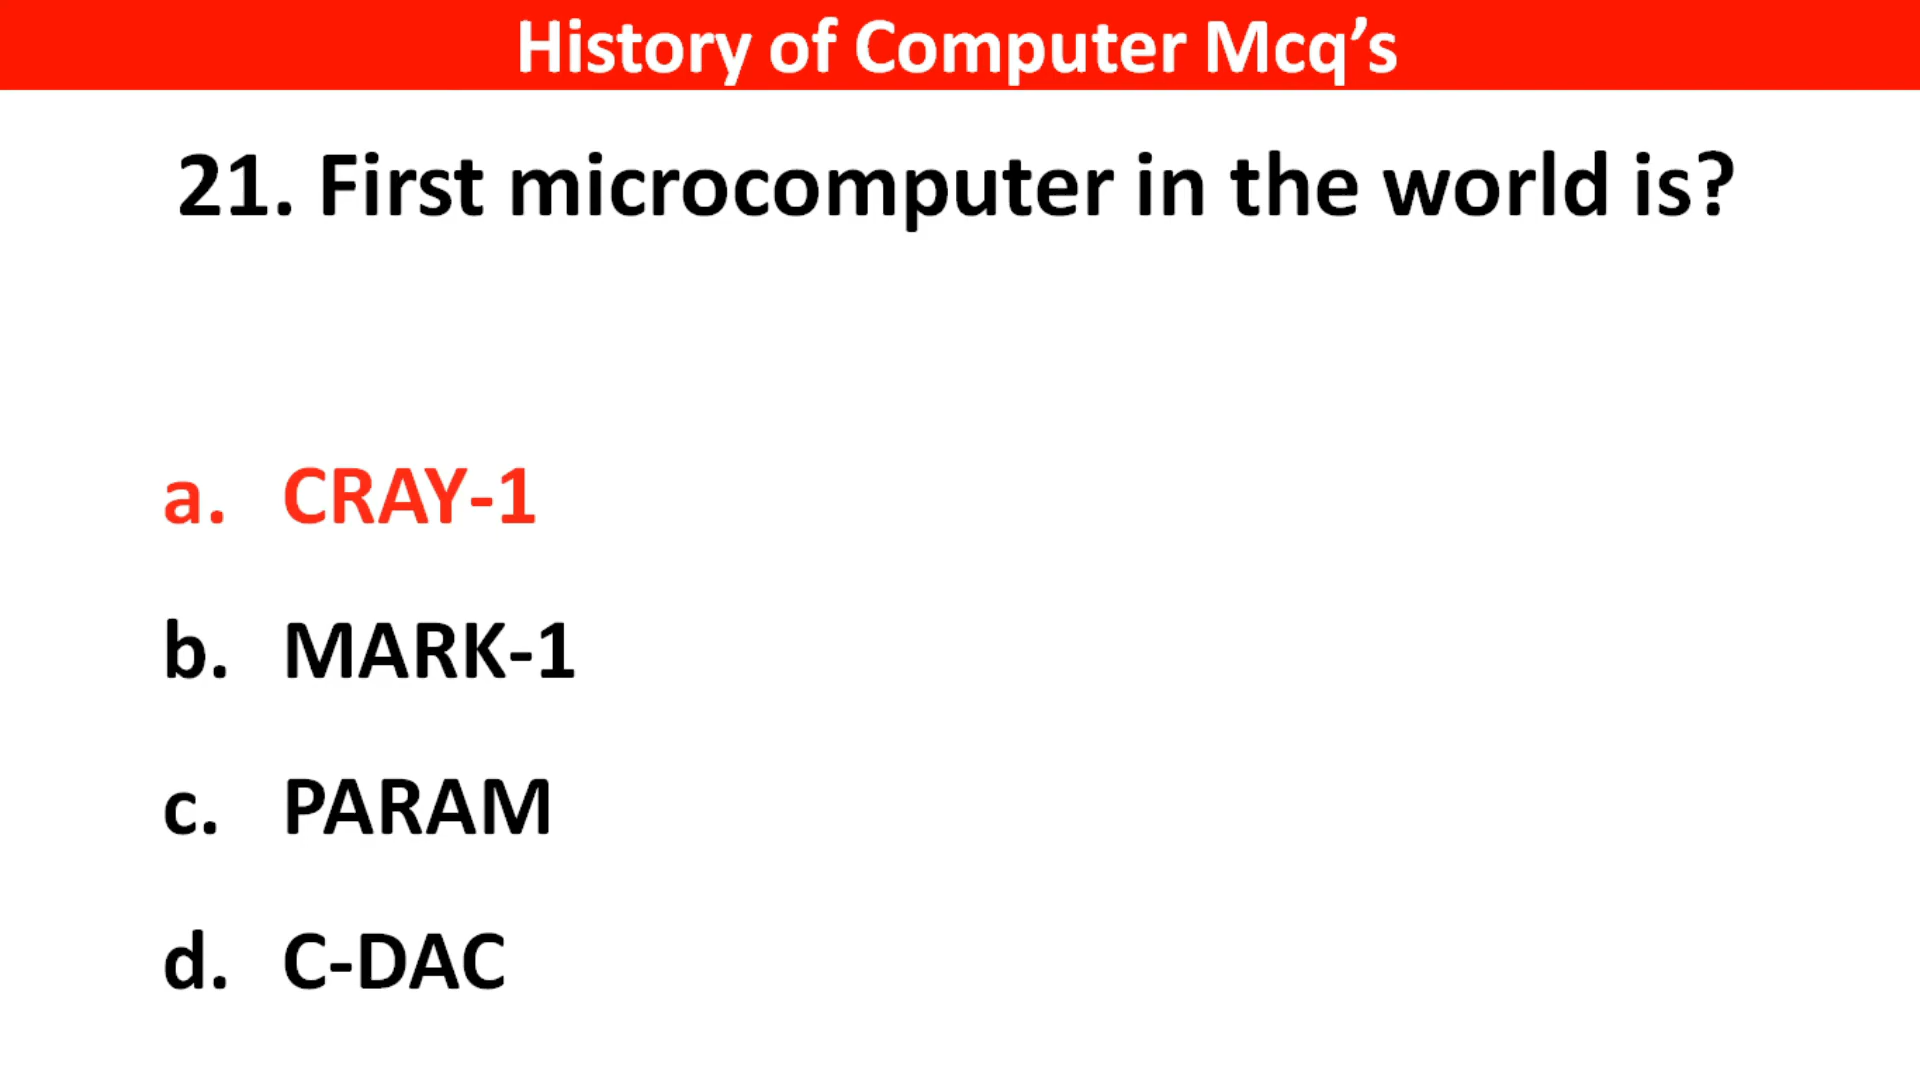 History of Computer Mcq’s
21. First microcomputer in the world is?
a. CRAY-1
b. MARK-1
c. PARAM
d. C-DAC